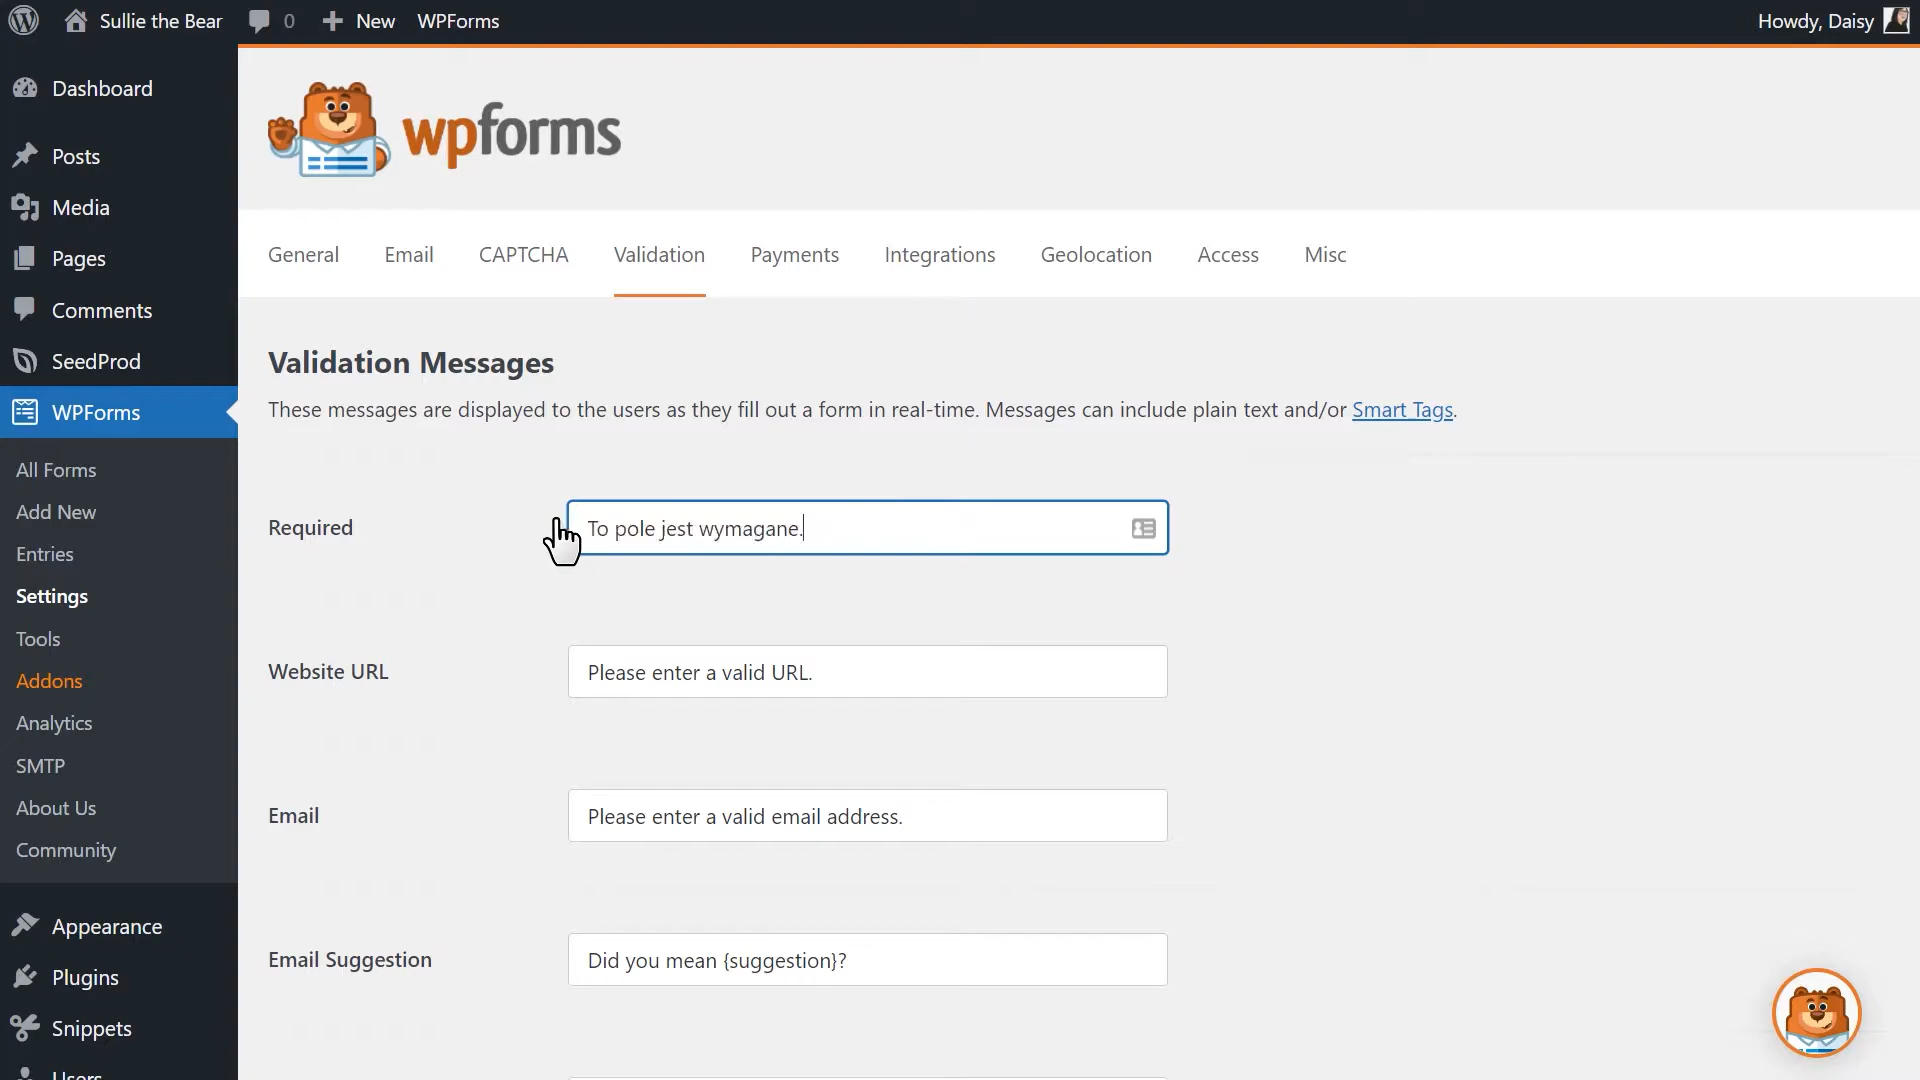 Sullie the Bear
0
New
WPForms
Howdy, Daisy
Dashboard
Posts
Media
Pages
Comments
SeedProd
WPForms
All Forms
Add New
Entries
Settings
Tools
Addons
Analytics
SMTP
About Us
Community
Appearance
Plugins
Snippets
Users
wpforms
General
Email
CAPTCHA
Validation
Payments
Integrations
Geolocation
Access
Misc
Validation Messages
These messages are displayed to the users as they fill out a form in real-time. Messages can include plain text and/or Smart Tags.
Required
To pole jest wymagane.
Website URL
Please enter a valid URL.
Email
Please enter a valid email address.
Email Suggestion
Did you mean {suggestion}?